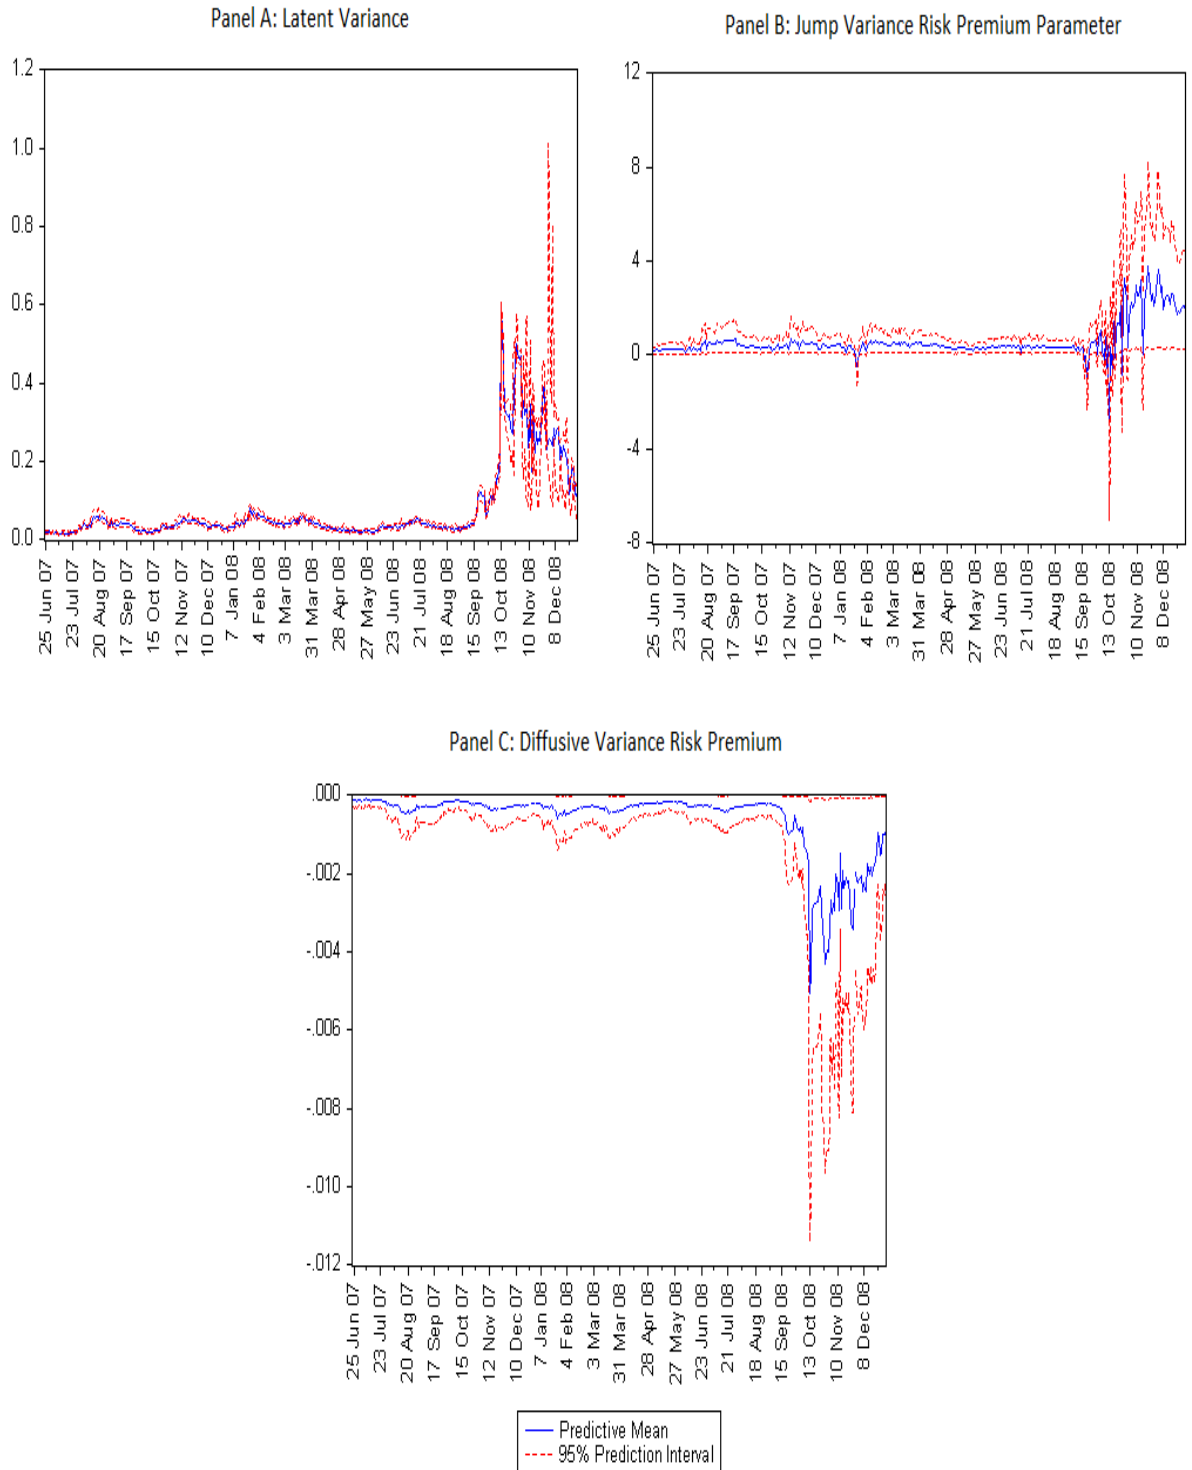 Panel A: Latent Variance
1.2
1.0
0.8
0.6
0.4
0.2
0.0
25 Jun 07
23 Jul 07
20 Aug 07
17 Sep 07
15 Oct 07
12 Nov 07
10 Dec 07
7 Jan 08
4 Feb 08
3 Mar 08
31 Mar 08
28 Apr 08
27 May 08
23 Jun 08
21 Jul 08
18 Aug 08
15 Sep 08
13 Oct 08
10 Nov 08
8 Dec 08
Panel B: Jump Variance Risk Premium Parameter
12
8
4
0
-4
-8
25 Jun 07
23 Jul 07
20 Aug 07
17 Sep 07
15 Oct 07
12 Nov 07
10 Dec 07
7 Jan 08
4 Feb 08
3 Mar 08
31 Mar 08
28 Apr 08
27 May 08
23 Jun 08
21 Jul 08
18 Aug 08
15 Sep 08
13 Oct 08
10 Nov 08
8 Dec 08
Panel C: Diffusive Variance Risk Premium
.000
-.002
-.004
-.006
-.008
-.010
-.012
25 Jun 07
23 Jul 07
20 Aug 07
17 Sep 07
15 Oct 07
12 Nov 07
10 Dec 07
7 Jan 08
4 Feb 08
3 Mar 08
31 Mar 08
28 Apr 08
27 May 08
23 Jun 08
21 Jul 08
18 Aug 08
15 Sep 08
13 Oct 08
10 Nov 08
8 Dec 08
Predictive Mean
95% Prediction Interval